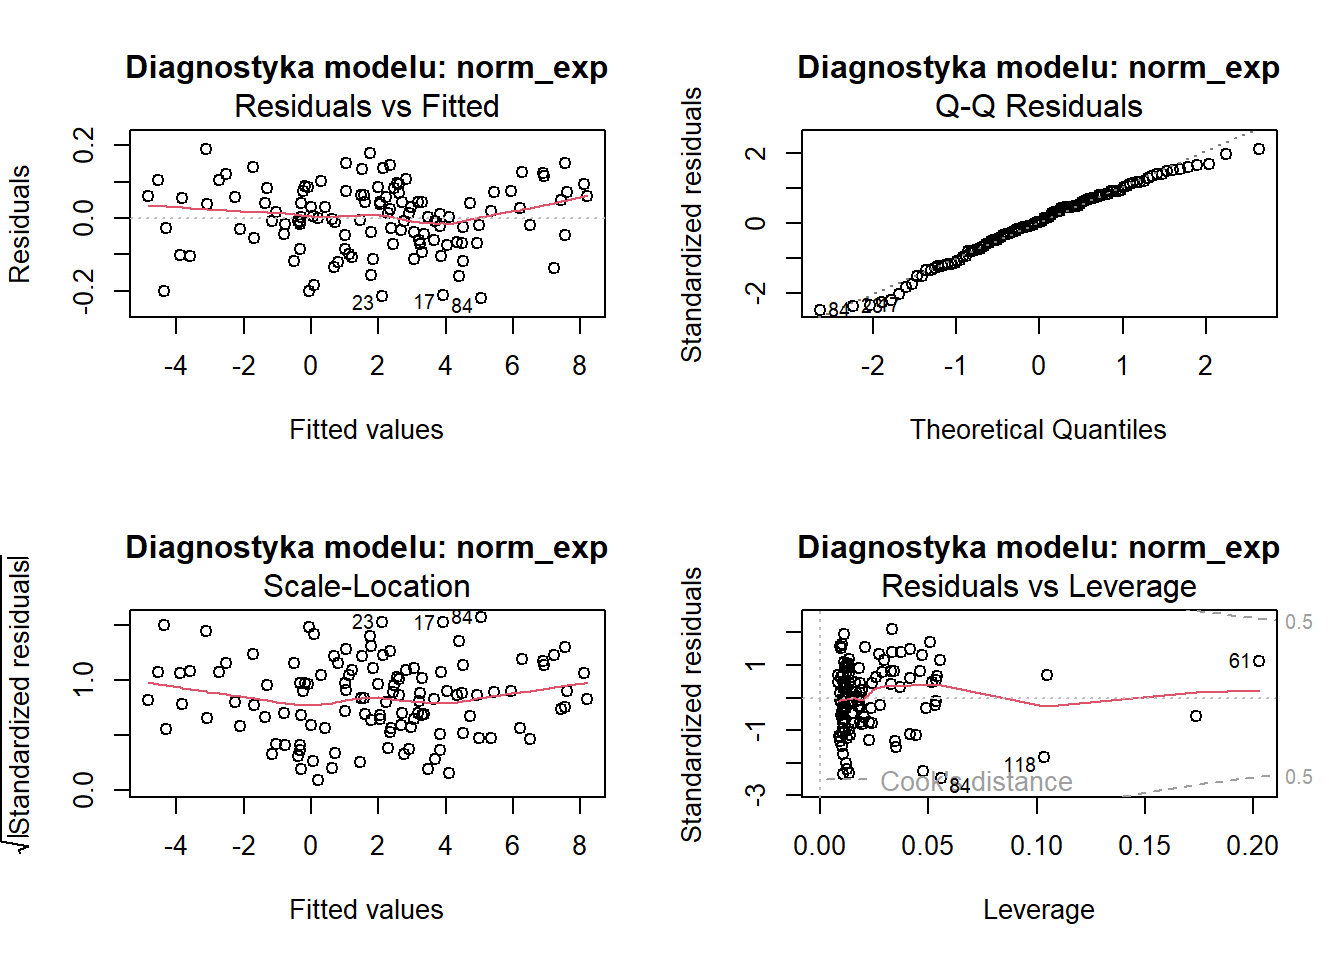 Diagnostyka modelu: norm_exp
Residuals vs Fitted
Residuals
0.2
0.0
-0.2
23
17
84
-4
-2
0
2
4
6
8
Fitted values
Diagnostyka modelu: norm_exp
Q-Q Residuals
Standardized residuals
2
0
-2
84
23
17
-2
-1
0
1
2
Theoretical Quantiles
Diagnostyka modelu: norm_exp
Scale-Location
√|Standardized residuals|
1.0
0.0
23
17
84
-4
-2
0
2
4
6
8
Fitted values
Diagnostyka modelu: norm_exp
Residuals vs Leverage
Standardized residuals
1
-1
-3
0.5
61
118
84
Cook's distance
0.5
0.00
0.05
0.10
0.15
0.20
Leverage